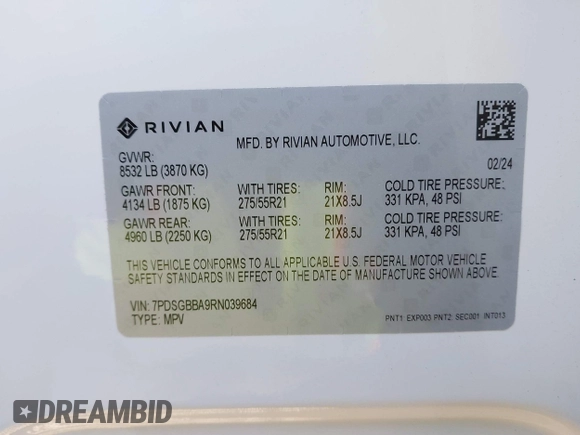 RIVIAN
MFD. BY RIVIAN AUTOMOTIVE, LLC.
GVWR:
8532 LB (3870 KG) 02/24
GAWR FRONT: WITH TIRES: RIM: COLD TIRE PRESSURE:
4134 LB (1875 KG) 275/55R21 21X8.5J 331 KPA, 48 PSI
GAWR REAR: WITH TIRES: RIM: COLD TIRE PRESSURE:
4960 LB (2250 KG) 275/55R21 21X8.5J 331 KPA, 48 PSI
THIS VEHICLE CONFORMS TO ALL APPLICABLE U.S. FEDERAL MOTOR VEHICLE
SAFETY STANDARDS IN EFFECT ON THE DATE OF MANUFACTURE SHOWN ABOVE.
VIN: 7PDSGBBA9RN039684
TYPE: MPV
PNT1: EXP003 PNT2: SEC001 INT013
DREAMBID